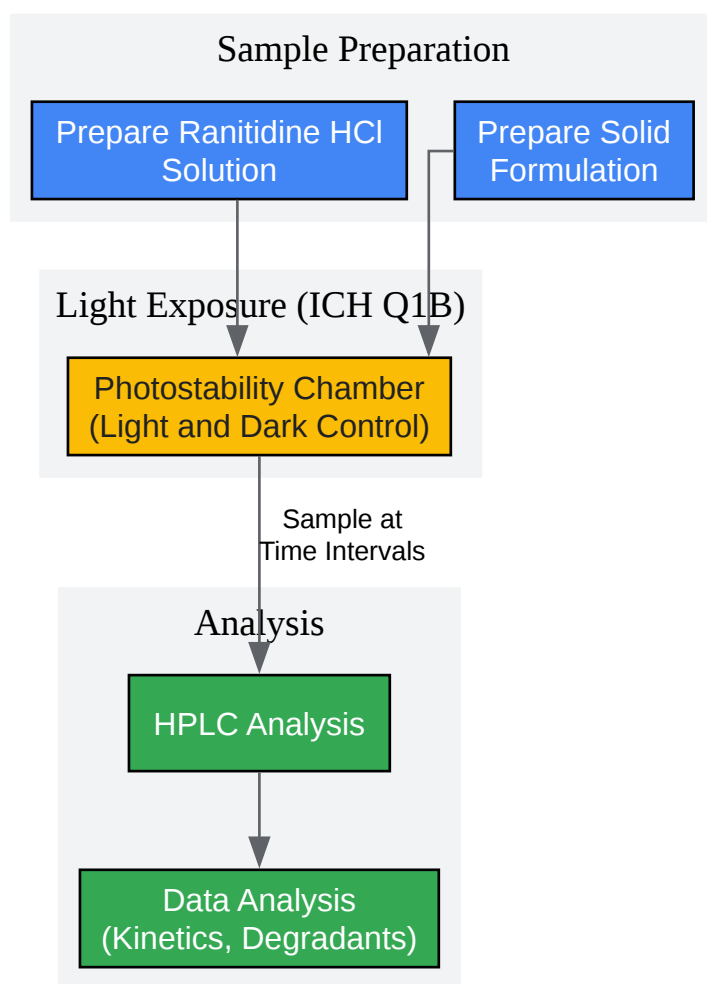 Sample Preparation
Prepare Ranitidine HCl
Solution
Prepare Solid
Formulation
Light Exposure (ICH Q1B)
Photostability Chamber
(Light and Dark Control)
Sample at
Time Intervals
Analysis
HPLC Analysis
Data Analysis
(Kinetics, Degradants)